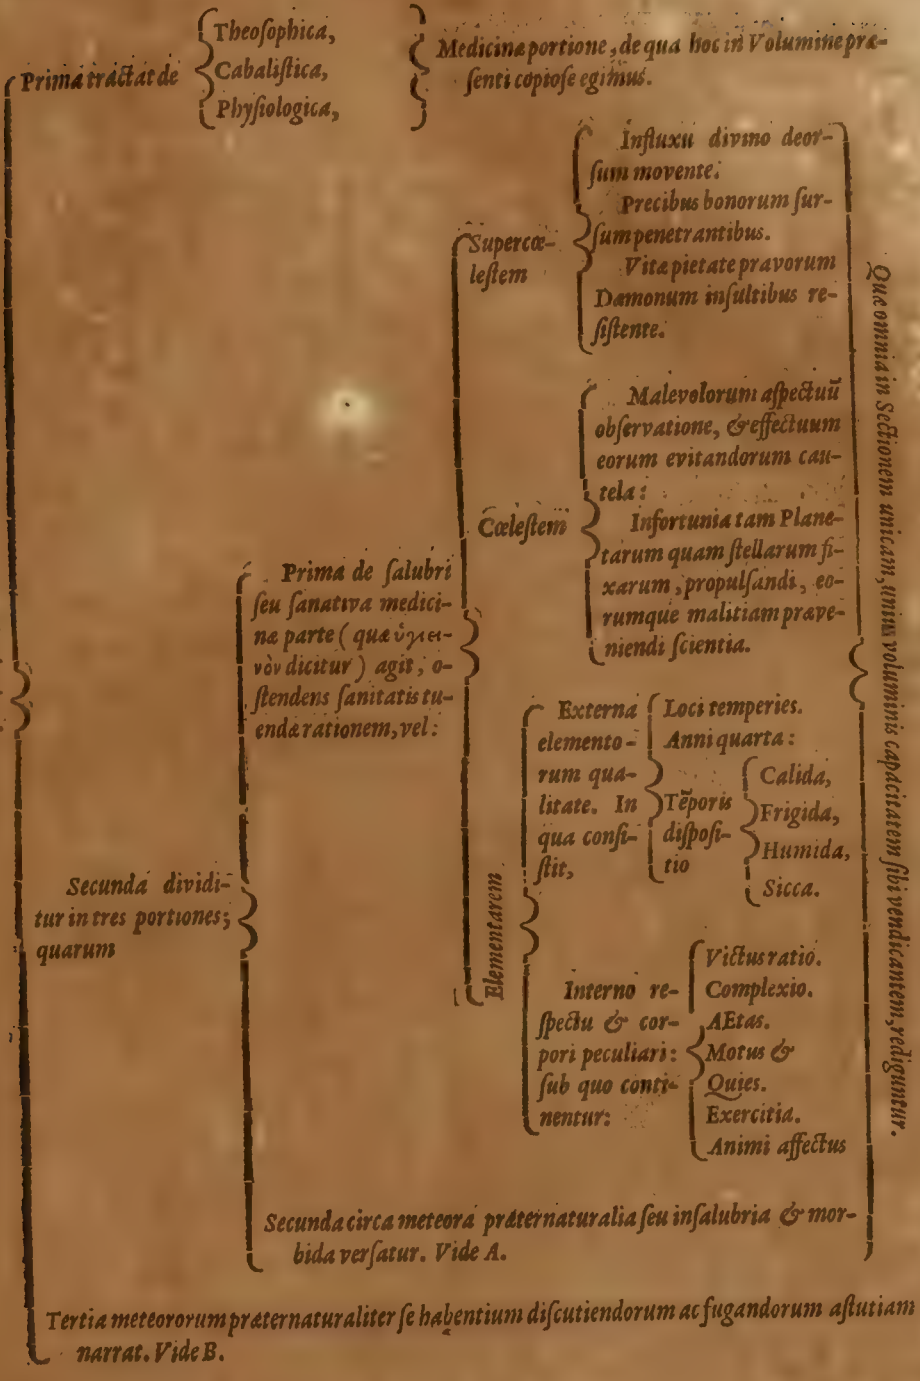 Prima tractat de
Theoſophica,
Cabaliſtica,
Phyſiologica,
Medicinæ portione, de qua hoc in Volumine præ-
ſenti copioſe egimus.
Secunda dividi-
tur in tres portiones;
quarum
Prima de ſalubri
ſeu ſanativa medici-
næ parte (quæ ὑγιει-
νὸν dicitur) agit, o-
ſtendens ſanitatis tu-
endæ rationem, vel:
Supercœ-
leſtem
Influxu divino deor-
ſum movente.
Precibus bonorum ſur-
ſum penetrantibus.
Vitæ pietate pravorum
Dæmonum inſultibus re-
ſiſtente.
Cœleſtem
Malevolorum aſpectuũ
obſervatione, & effectuum
eorum evitandorum cau-
tela:
Infortunia tam Plane-
tarum quam ſtellarum fi-
xarum, propulſandi, eo-
rumque malitiam præve-
niendi ſcientia.
Elementarem
Externa
elemento-
rum qua-
litate. In
qua conſi-
ſtit,
Loci temperies.
Anni quarta:
Tẽporis
diſpoſi-
tio
Calida,
Frigida,
Humida,
Sicca.
Interno re-
ſpectu & cor-
pori peculiari:
ſub quo conti-
nentur:
Victus ratio.
Complexio.
AEtas.
Motus &
Quies.
Exercitia.
Animi affectus
Quæ omnia in Sectionem unicam, unius voluminis capacitatem ſibi vendicantem, rediguntur.
Secunda circa meteora præternaturalia ſeu inſalubria & mor-
bida verſatur. Vide A.
Tertia meteororum præternaturaliter ſe habentium diſcutiendorum ac fugandorum aſtutiam
narrat. Vide B.